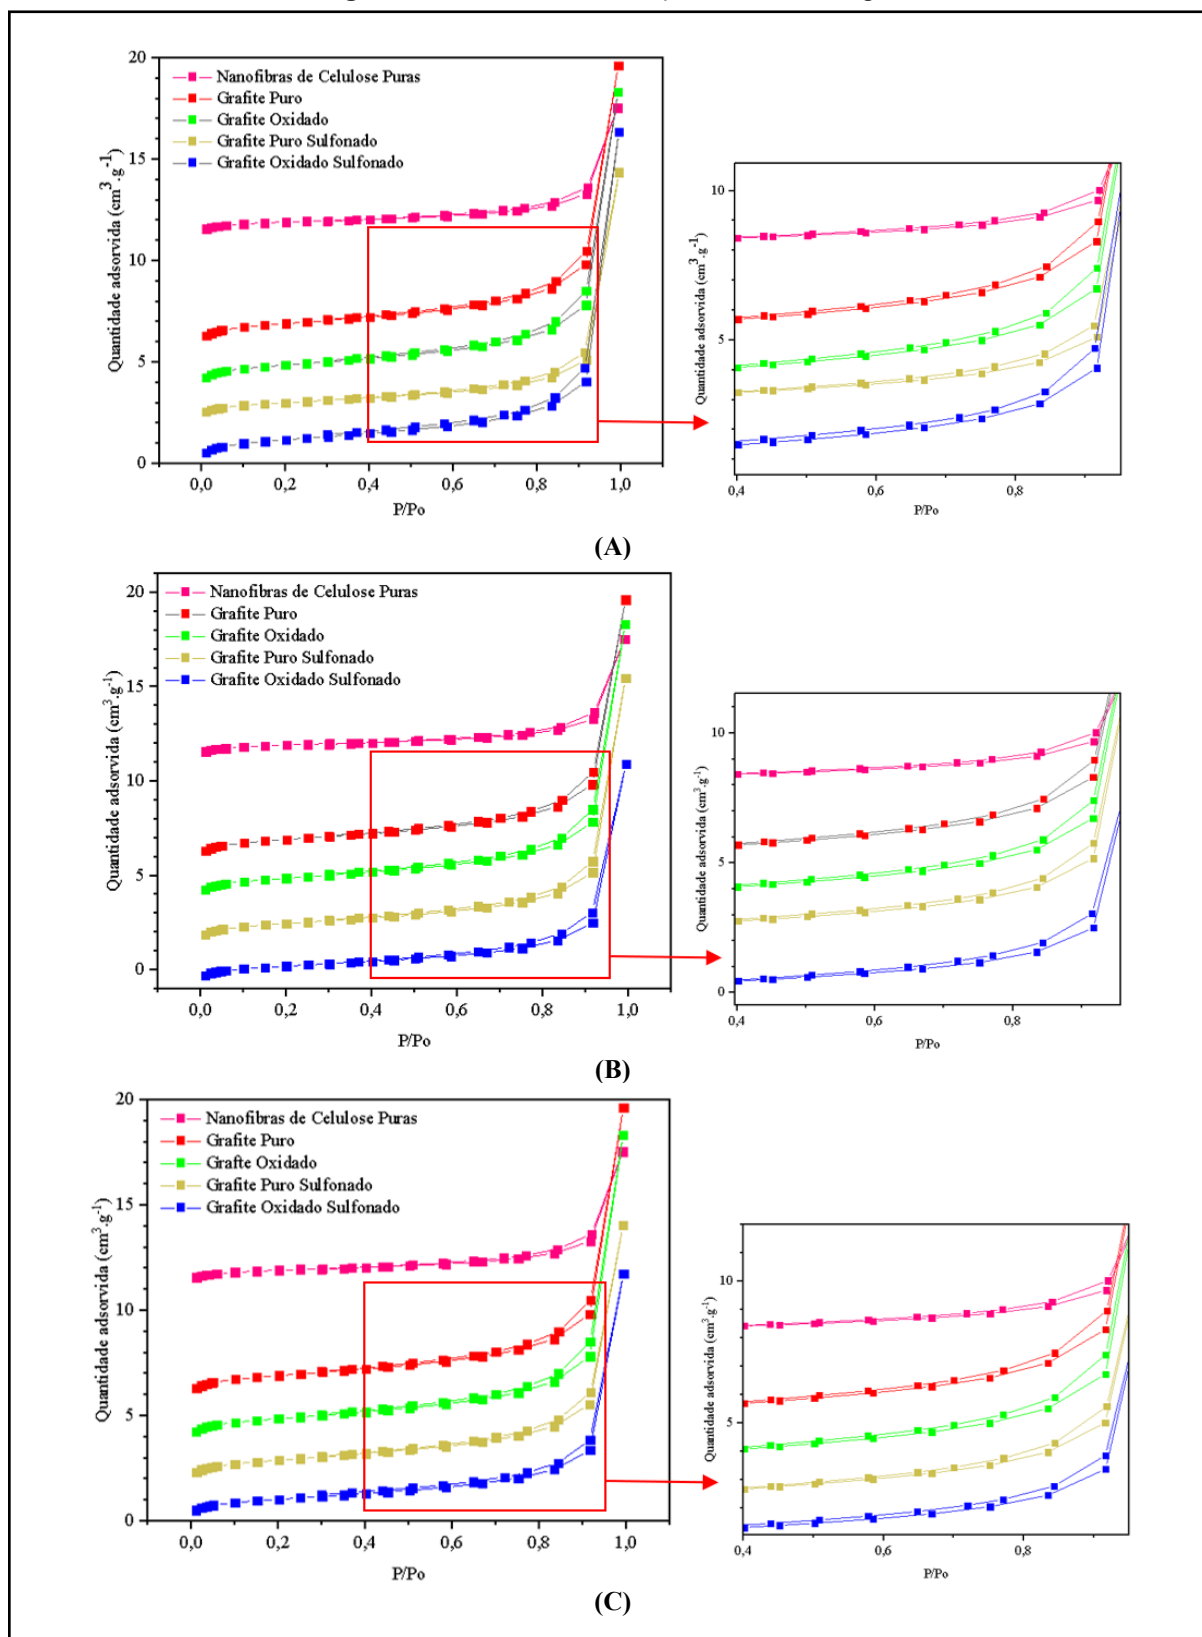 20
15
10
5
0
Quantidade adsorvida (cm³.g⁻¹)
Nanofibras de Celulose Puras
Grafite Puro
Grafite Oxidado
Grafite Puro Sulfonado
Grafite Oxidado Sulfonado
0,0 0,2 0,4 0,6 0,8 1,0
P/Po
10
5
Quantidade adsorvida (cm³.g⁻¹)
0,4 0,6 0,8
P/Po
(A)
20
15
10
5
0
Quantidade adsorvida (cm³.g⁻¹)
Nanofibras de Celulose Puras
Grafite Puro
Grafite Oxidado
Grafite Puro Sulfonado
Grafite Oxidado Sulfonado
0,0 0,2 0,4 0,6 0,8 1,0
P/Po
10
5
0
Quantidade adsorvida (cm³.g⁻¹)
0,4 0,6 0,8
P/Po
(B)
20
15
10
5
0
Quantidade adsorvida (cm³.g⁻¹)
Nanofibras de Celulose Puras
Grafite Puro
Grafte Oxidado
Grafite Puro Sulfonado
Grafite Oxidado Sulfonado
0,0 0,2 0,4 0,6 0,8 1,0
P/Po
10
5
Quantidade adsorvida (cm³.g⁻¹)
0,4 0,6 0,8
P/Po
(C)